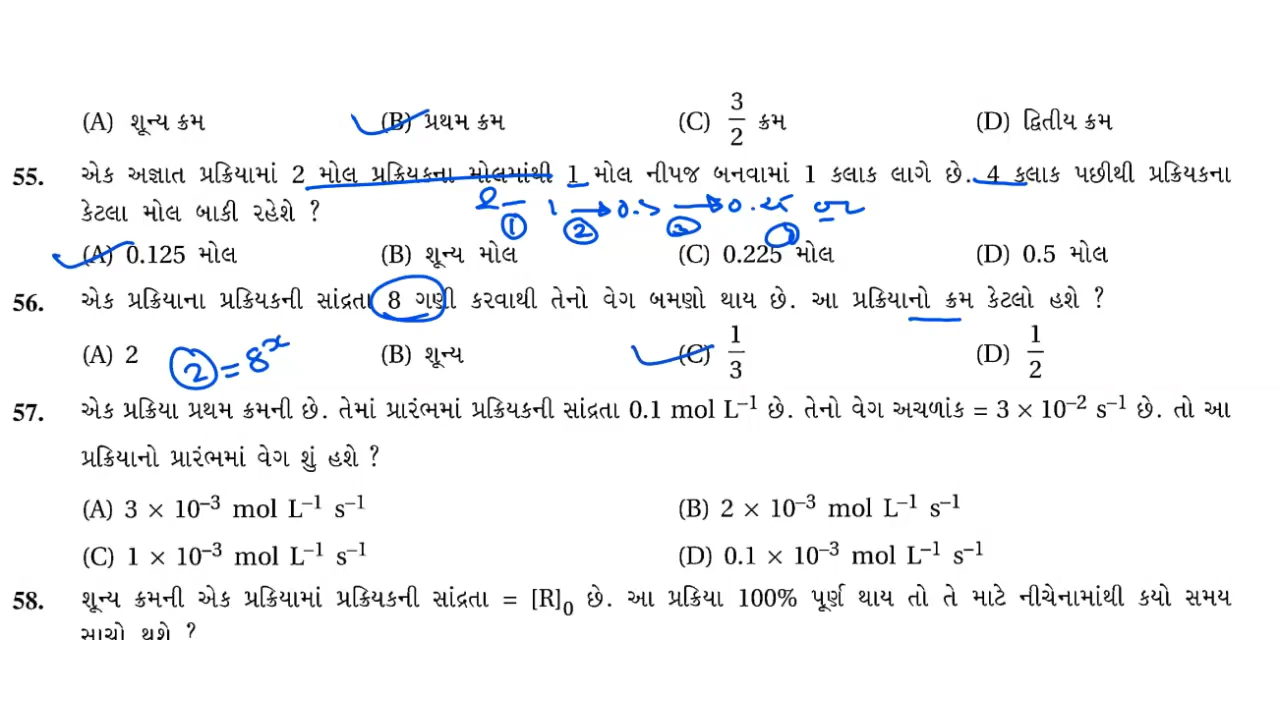 (A) શૂન્ય ક્રમ (B) પ્રથમ ક્રમ (C) 3/2 ક્રમ (D) દ્વિતીય ક્રમ
55. એક અજ્ઞાત પ્રક્રિયામાં 2 મોલ પ્રક્રિયકના મોલમાંથી 1 મોલ નીપજ બનવામાં 1 કલાક લાગે છે. 4 કલાક પછીથી પ્રક્રિયકના
કેટલા મોલ બાકી રહેશે ?
1 2 3
(A) 0.125 મોલ (B) શૂન્ય મોલ (C) 0.225 મોલ (D) 0.5 મોલ
56. એક પ્રક્રિયાના પ્રક્રિયકની સાંદ્રતા 8 ગણી કરવાથી તેનો વેગ બમણો થાય છે. આ પ્રક્રિયાનો ક્રમ કેટલો હશે ?
(A) 2 (B) શૂન્ય (C) 1/3 (D) 1/2
2 = 8^x
57. એક પ્રક્રિયા પ્રથમ ક્રમની છે. તેમાં પ્રારંભમાં પ્રક્રિયકની સાંદ્રતા 0.1 mol L⁻¹ છે. તેનો વેગ અચળાંક = 3 × 10⁻² s⁻¹ છે. તો આ
પ્રક્રિયાનો પ્રારંભમાં વેગ શું હશે ?
(A) 3 × 10⁻³ mol L⁻¹ s⁻¹ (B) 2 × 10⁻³ mol L⁻¹ s⁻¹
(C) 1 × 10⁻³ mol L⁻¹ s⁻¹ (D) 0.1 × 10⁻³ mol L⁻¹ s⁻¹
58. શૂન્ય ક્રમની એક પ્રક્રિયામાં પ્રક્રિયકની સાંદ્રતા = [R]₀ છે. આ પ્રક્રિયા 100% પૂર્ણ થાય તો તે માટે નીચેનામાંથી કયો સમય
સાચો થશે ?